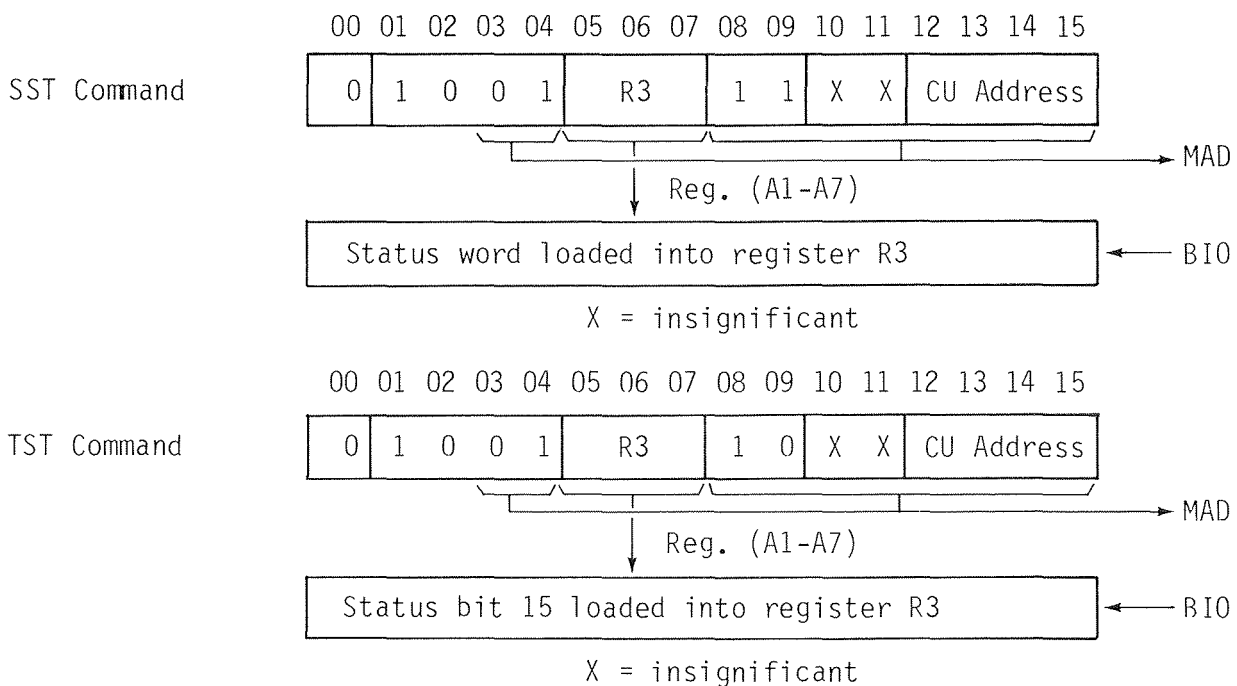 00 01 02 03 04 05 06 07 08 09 10 11 12 13 14 15
SST Command 0 1 0 0 1 R3 1 1 X X CU Address
MAD
Reg. (A1-A7)
Status word loaded into register R3 BIO
X = insignificant
00 01 02 03 04 05 06 07 08 09 10 11 12 13 14 15
TST Command 0 1 0 0 1 R3 1 0 X X CU Address
MAD
Reg. (A1-A7)
Status bit 15 loaded into register R3 BIO
X = insignificant